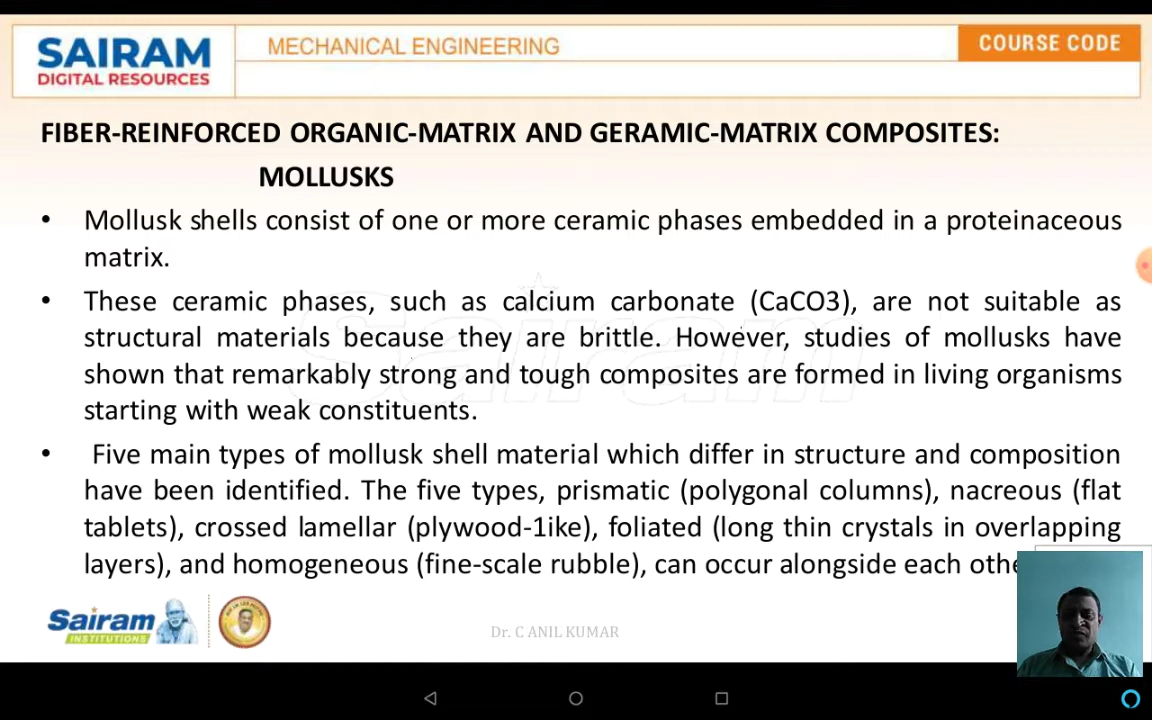 SAIRAM
DIGITAL RESOURCES
MECHANICAL ENGINEERING
COURSE CODE
FIBER-REINFORCED ORGANIC-MATRIX AND GERAMIC-MATRIX COMPOSITES:
MOLLUSKS
• Mollusk shells consist of one or more ceramic phases embedded in a proteinaceous
matrix.
• These ceramic phases, such as calcium carbonate (CaCO3), are not suitable as
structural materials because they are brittle. However, studies of mollusks have
shown that remarkably strong and tough composites are formed in living organisms
starting with weak constituents.
• Five main types of mollusk shell material which differ in structure and composition
have been identified. The five types, prismatic (polygonal columns), nacreous (flat
tablets), crossed lamellar (plywood-1ike), foliated (long thin crystals in overlapping
layers), and homogeneous (fine-scale rubble), can occur alongside each othe
Sairam
INSTITUTIONS
Dr. C ANIL KUMAR
Sairam